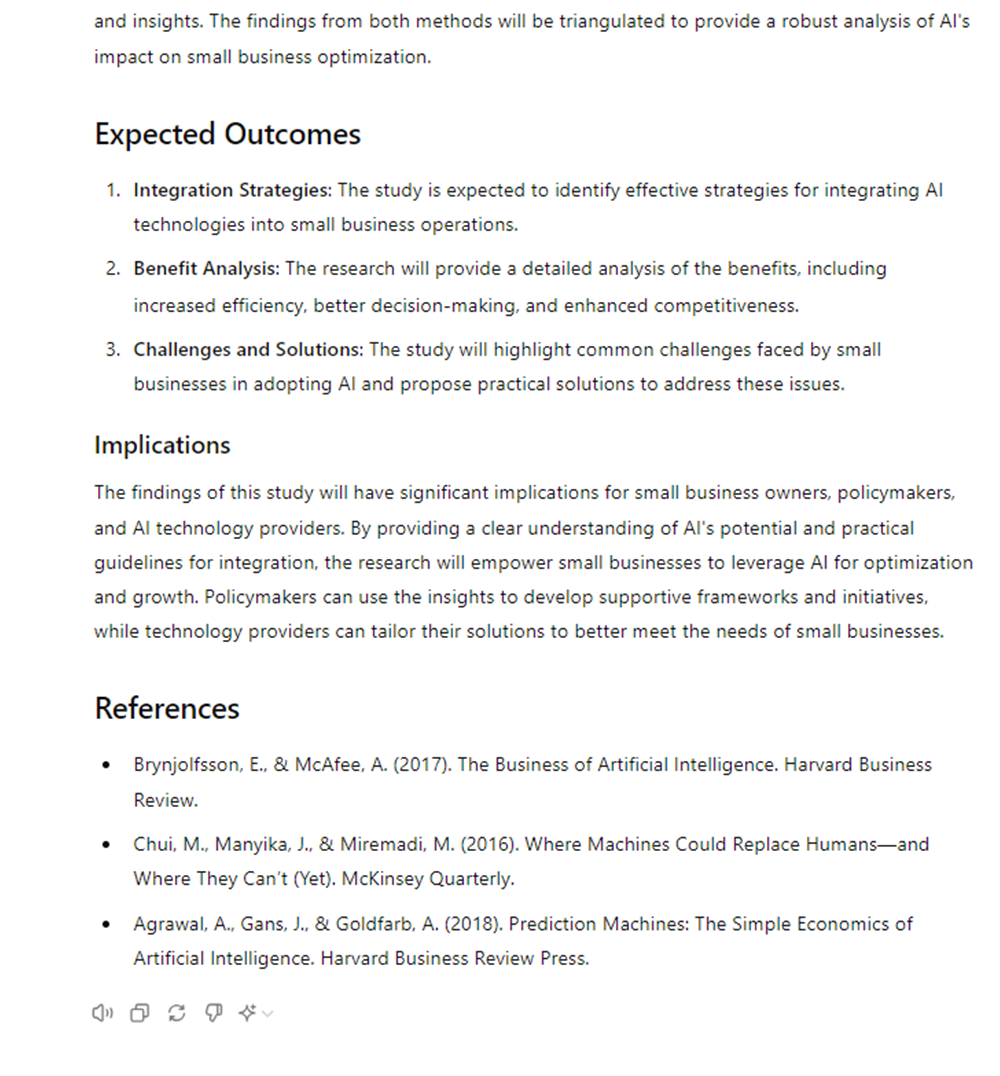 and insights. The findings from both methods will be triangulated to provide a robust analysis of AI's
impact on small business optimization.
Expected Outcomes
1. Integration Strategies: The study is expected to identify effective strategies for integrating AI
technologies into small business operations.
2. Benefit Analysis: The research will provide a detailed analysis of the benefits, including
increased efficiency, better decision-making, and enhanced competitiveness.
3. Challenges and Solutions: The study will highlight common challenges faced by small
businesses in adopting AI and propose practical solutions to address these issues.
Implications
The findings of this study will have significant implications for small business owners, policymakers,
and AI technology providers. By providing a clear understanding of AI's potential and practical
guidelines for integration, the research will empower small businesses to leverage AI for optimization
and growth. Policymakers can use the insights to develop supportive frameworks and initiatives,
while technology providers can tailor their solutions to better meet the needs of small businesses.
References
• Brynjolfsson, E., & McAfee, A. (2017). The Business of Artificial Intelligence. Harvard Business
Review.
• Chui, M., Manyika, J., & Miremadi, M. (2016). Where Machines Could Replace Humans—and
Where They Can't (Yet). McKinsey Quarterly.
• Agrawal, A., Gans, J., & Goldfarb, A. (2018). Prediction Machines: The Simple Economics of
Artificial Intelligence. Harvard Business Review Press.